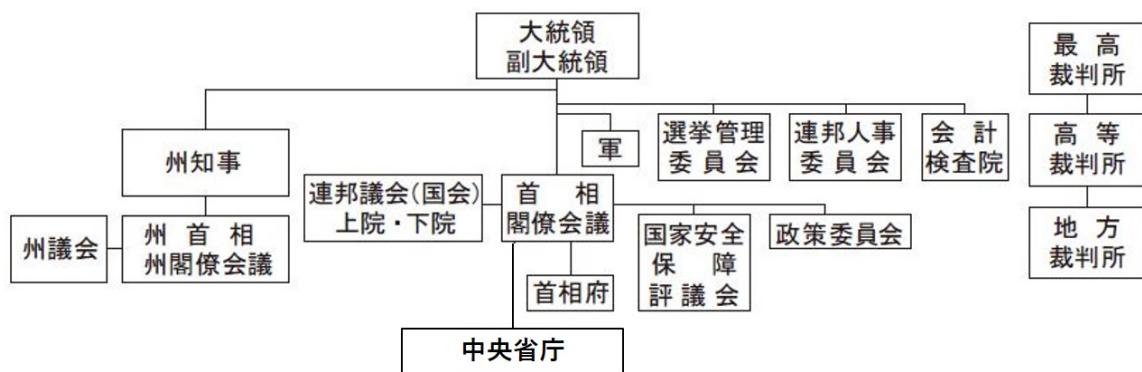 大統領
副大統領
最高
裁判所
州知事
軍
選挙管理
委員会
連邦人事
委員会
会計
検査院
高等
裁判所
連邦議会(国会)
上院・下院
首相
閣僚会議
州議会
州首相
州閣僚会議
国家安全
保障
評議会
政策委員会
地方
裁判所
首相府
中央省庁